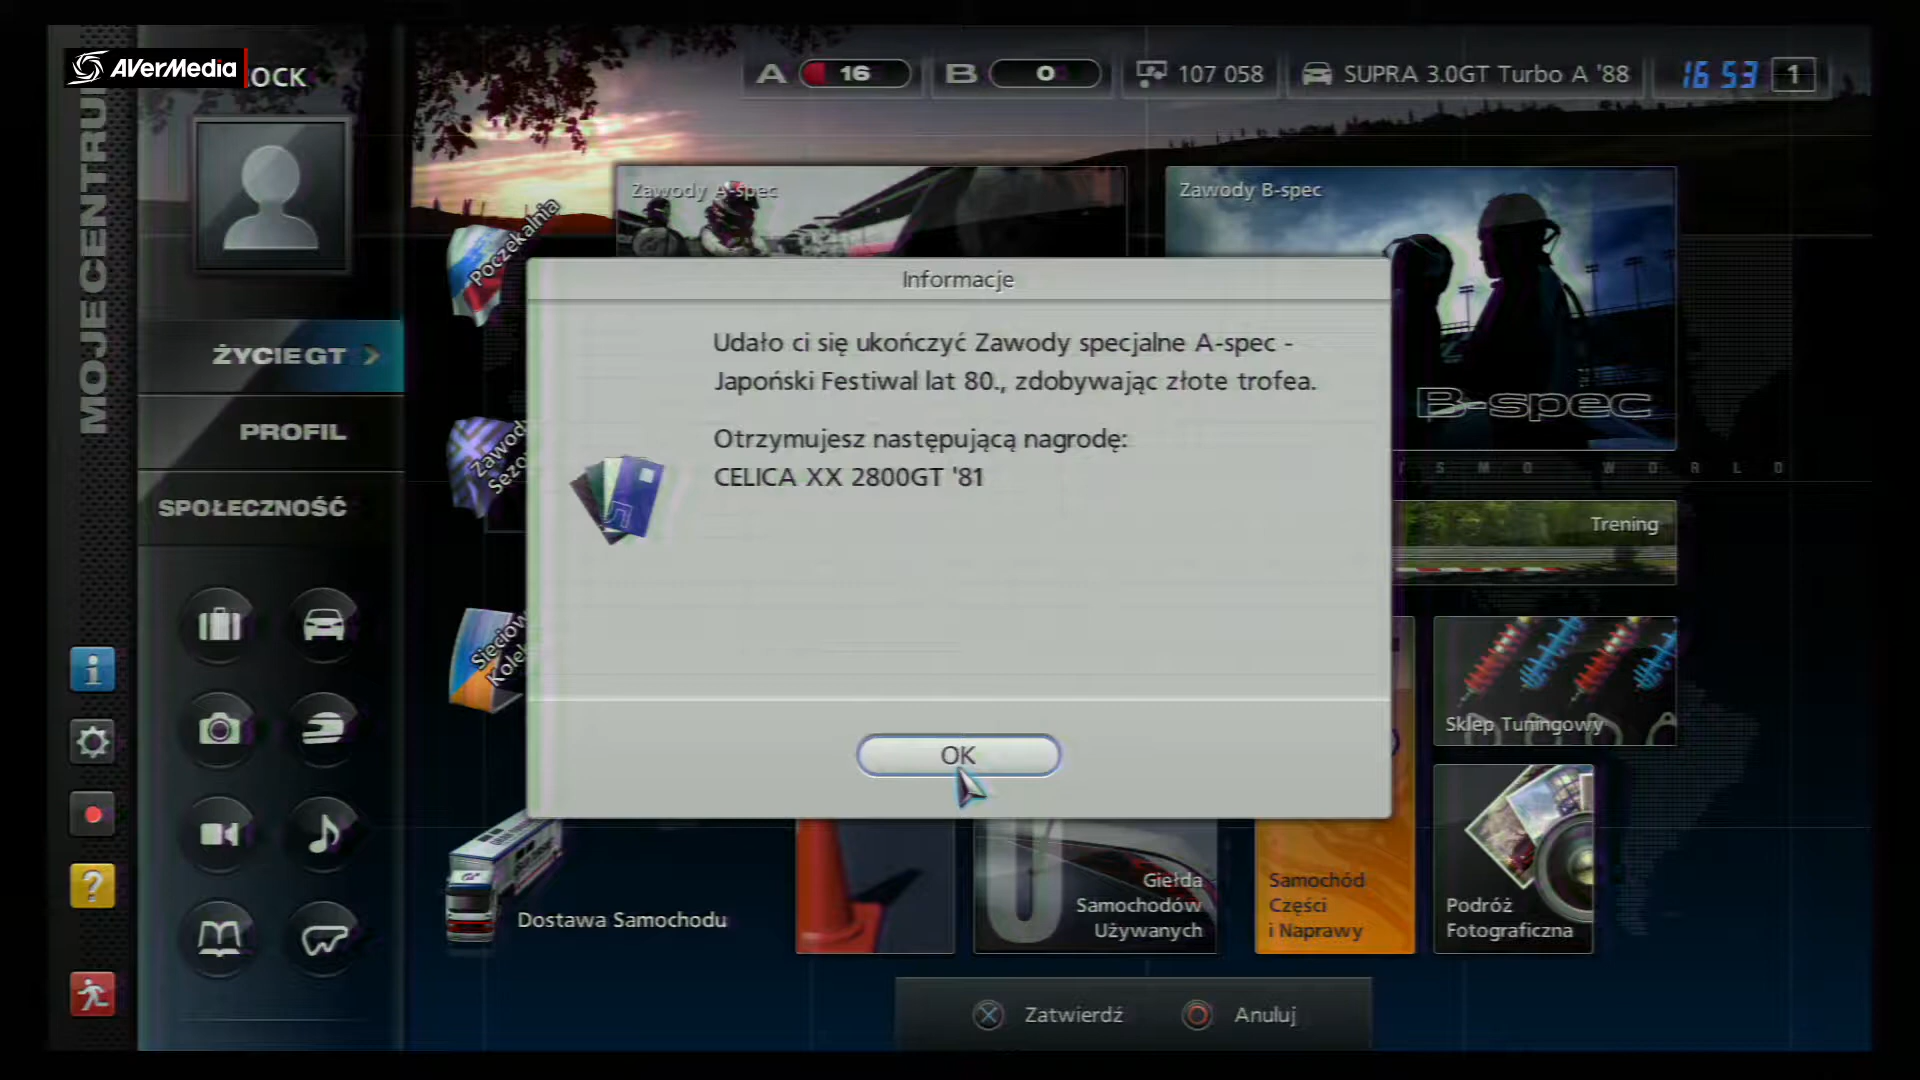 AVerMedia
OCK
A 16
B 0
107 058
SUPRA 3.0GT Turbo A '88
16 53
1
MOJE CENTRUM
ŻYCIE GT
PROFIL
SPOŁECZNOŚĆ
Poczekalnia
Zawody
Zawody A-spec
Zawody B-spec
B-spec
Informacje
Udało ci się ukończyć Zawody specjalne A-spec -
Japoński Festiwal lat 80., zdobywając złote trofea.
Otrzymujesz następującą nagrodę:
CELICA XX 2800GT '81
OK
S M O W O R L D
Trening
Sklep Tuningowy
Dostawa Samochodu
U
Giełda
Samochodów
Używanych
Samochód
Części
i Naprawy
Podróż
Fotograficzna
Zatwierdź
Anuluj